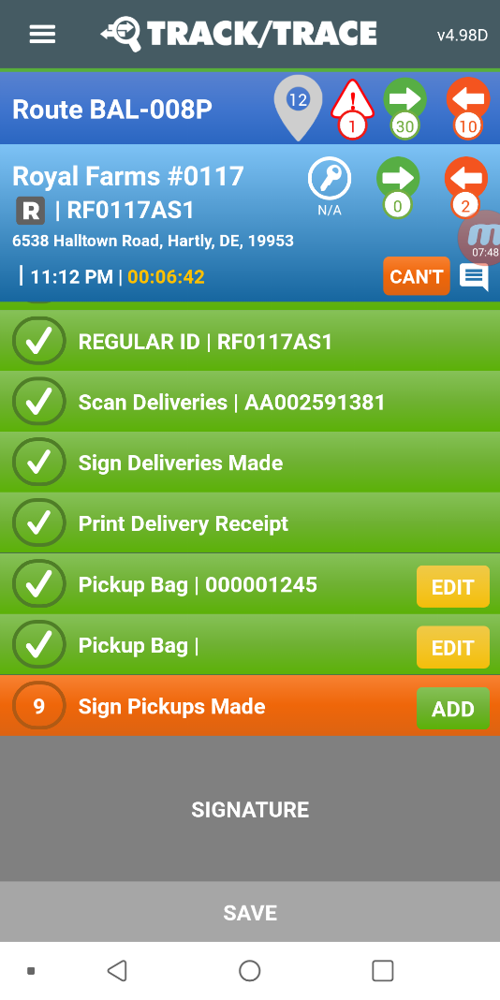 TRACK/TRACE
v4.98D
Route BAL-008P
12
1
30
10
Royal Farms #0117
R | RF0117AS1
N/A
0
2
6538 Halltown Road, Hartly, DE, 19953
07:48
| 11:12 PM | 00:06:42
CAN'T
REGULAR ID | RF0117AS1
Scan Deliveries | AA002591381
Sign Deliveries Made
Print Delivery Receipt
Pickup Bag | 000001245
EDIT
Pickup Bag |
EDIT
9 Sign Pickups Made
ADD
SIGNATURE
SAVE